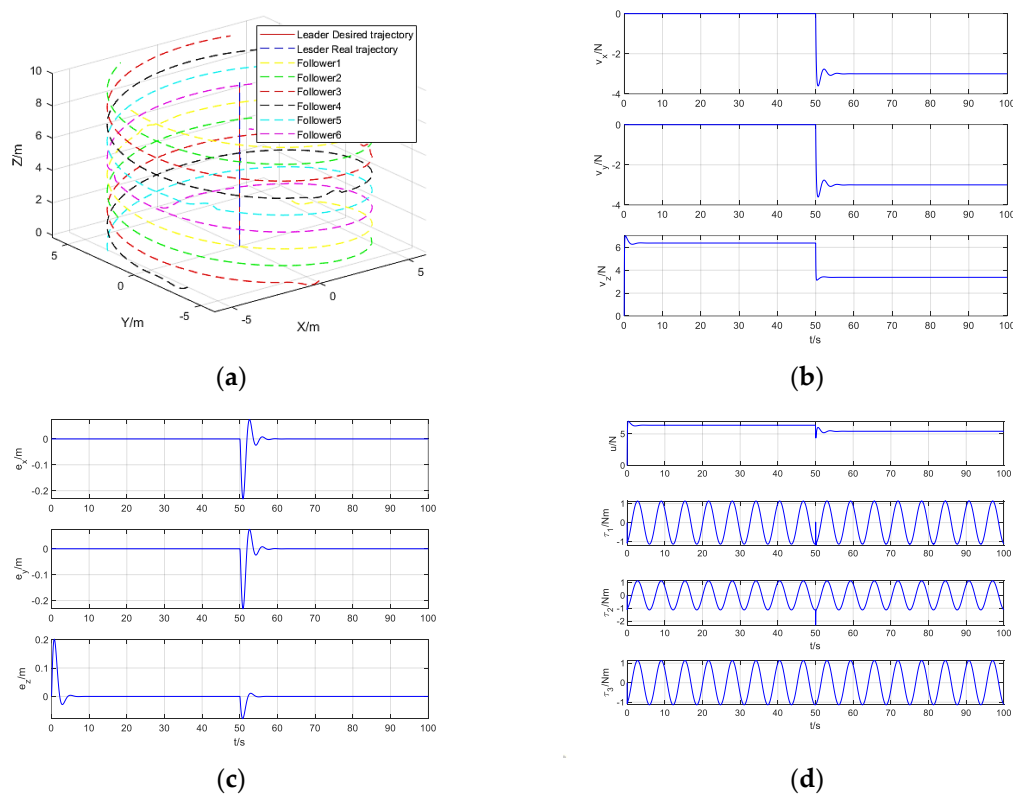 10
8
6
4
2
0
Z/m
5
0
-5
Y/m
-5
0
5
X/m
Leader Desired trajectory
Lesder Real trajectory
Follower1
Follower2
Follower3
Follower4
Follower5
Follower6
(a)
0
-2
-4
v_x/N
0 10 20 30 40 50 60 70 80 90 100
0
-2
-4
v_y/N
0 10 20 30 40 50 60 70 80 90 100
6
4
2
0
v_z/N
0 10 20 30 40 50 60 70 80 90 100
t/s
(b)
0
-0.1
-0.2
e_x/m
0 10 20 30 40 50 60 70 80 90 100
0
-0.1
-0.2
e_y/m
0 10 20 30 40 50 60 70 80 90 100
0.2
0.1
0
e_z/m
0 10 20 30 40 50 60 70 80 90 100
t/s
(c)
5
0
u/N
0 10 20 30 40 50 60 70 80 90 100
1
0
-1
τ_1/Nm
0 10 20 30 40 50 60 70 80 90 100
1
0
-1
-2
τ_2/Nm
0 10 20 30 40 50 60 70 80 90 100
t/s
1
0
-1
τ_3/Nm
0 10 20 30 40 50 60 70 80 90 100
t/s
(d)